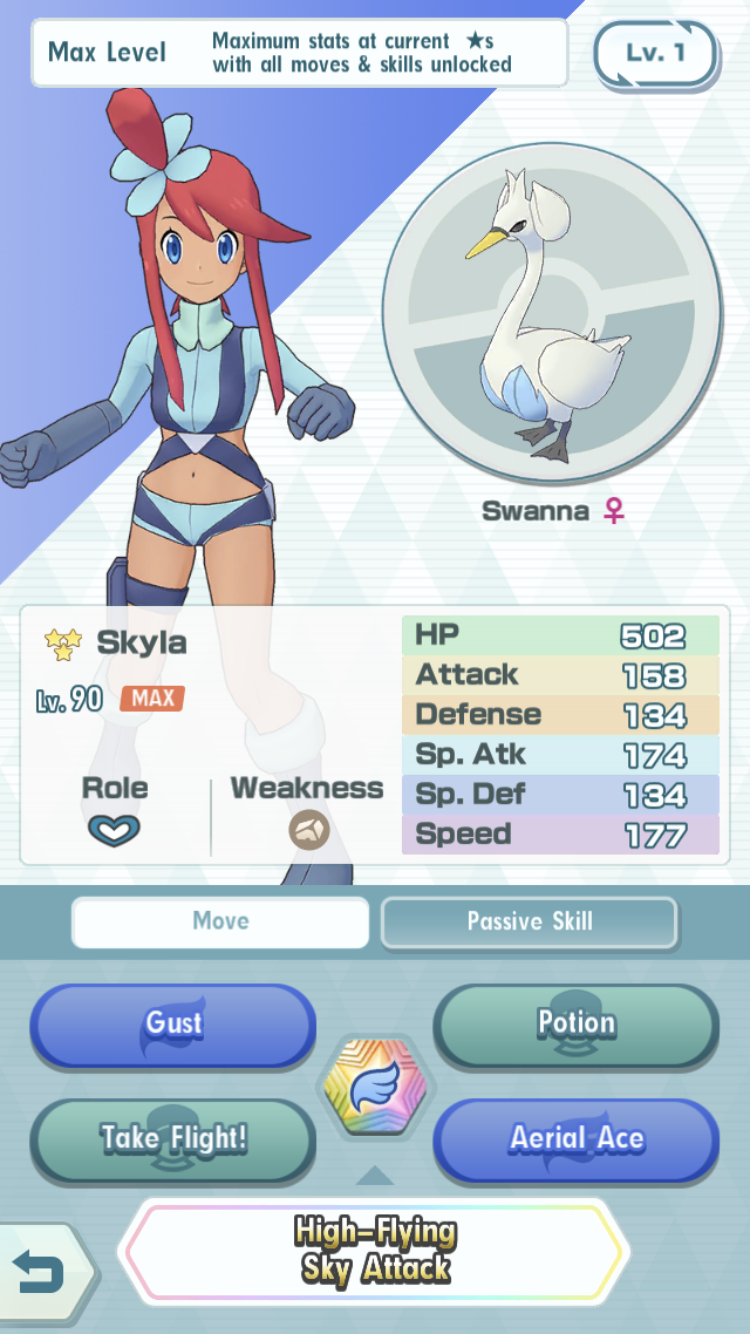 Max Level
Maximum stats at current ★s
with all moves & skills unlocked
Lv. 1
Swanna ♀
Skyla
Lv. 90 MAX
Role
Weakness
HP 502
Attack 158
Defense 134
Sp. Atk 174
Sp. Def 134
Speed 177
Move
Passive Skill
Gust
Potion
Take Flight!
Aerial Ace
High-Flying
Sky Attack